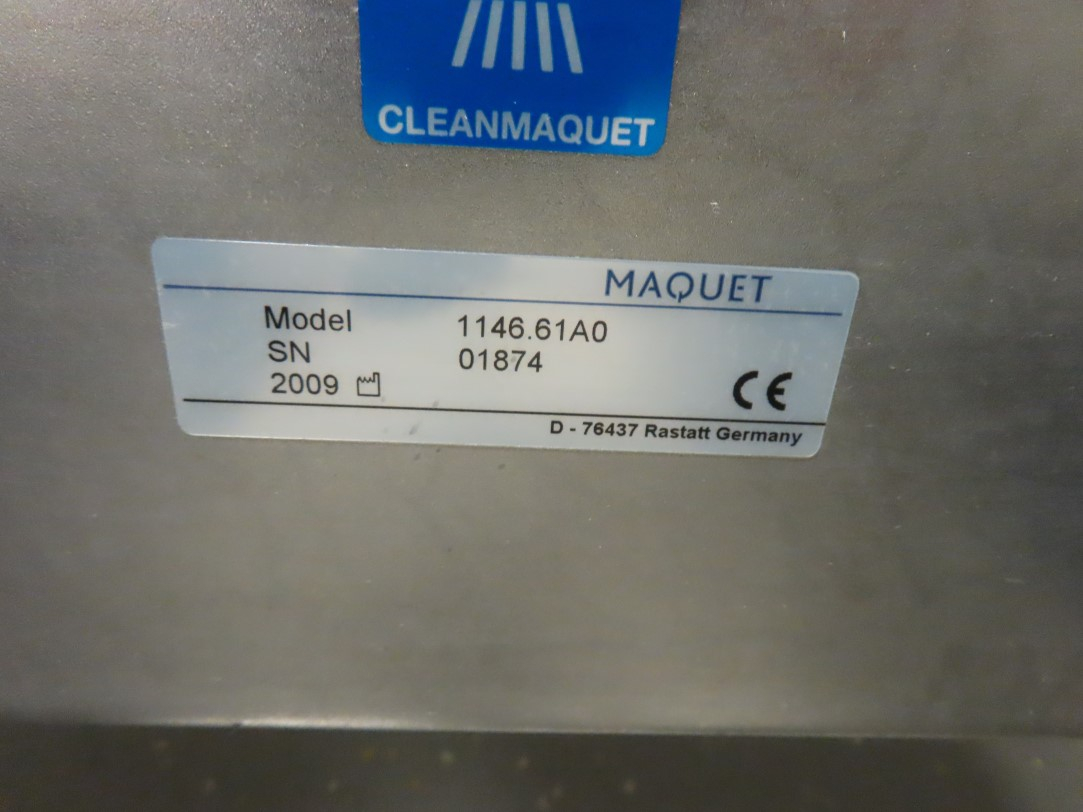 CLEANMAQUET
MAQUET
Model 1146.61A0
SN 01874
2009
CE
D - 76437 Rastatt Germany